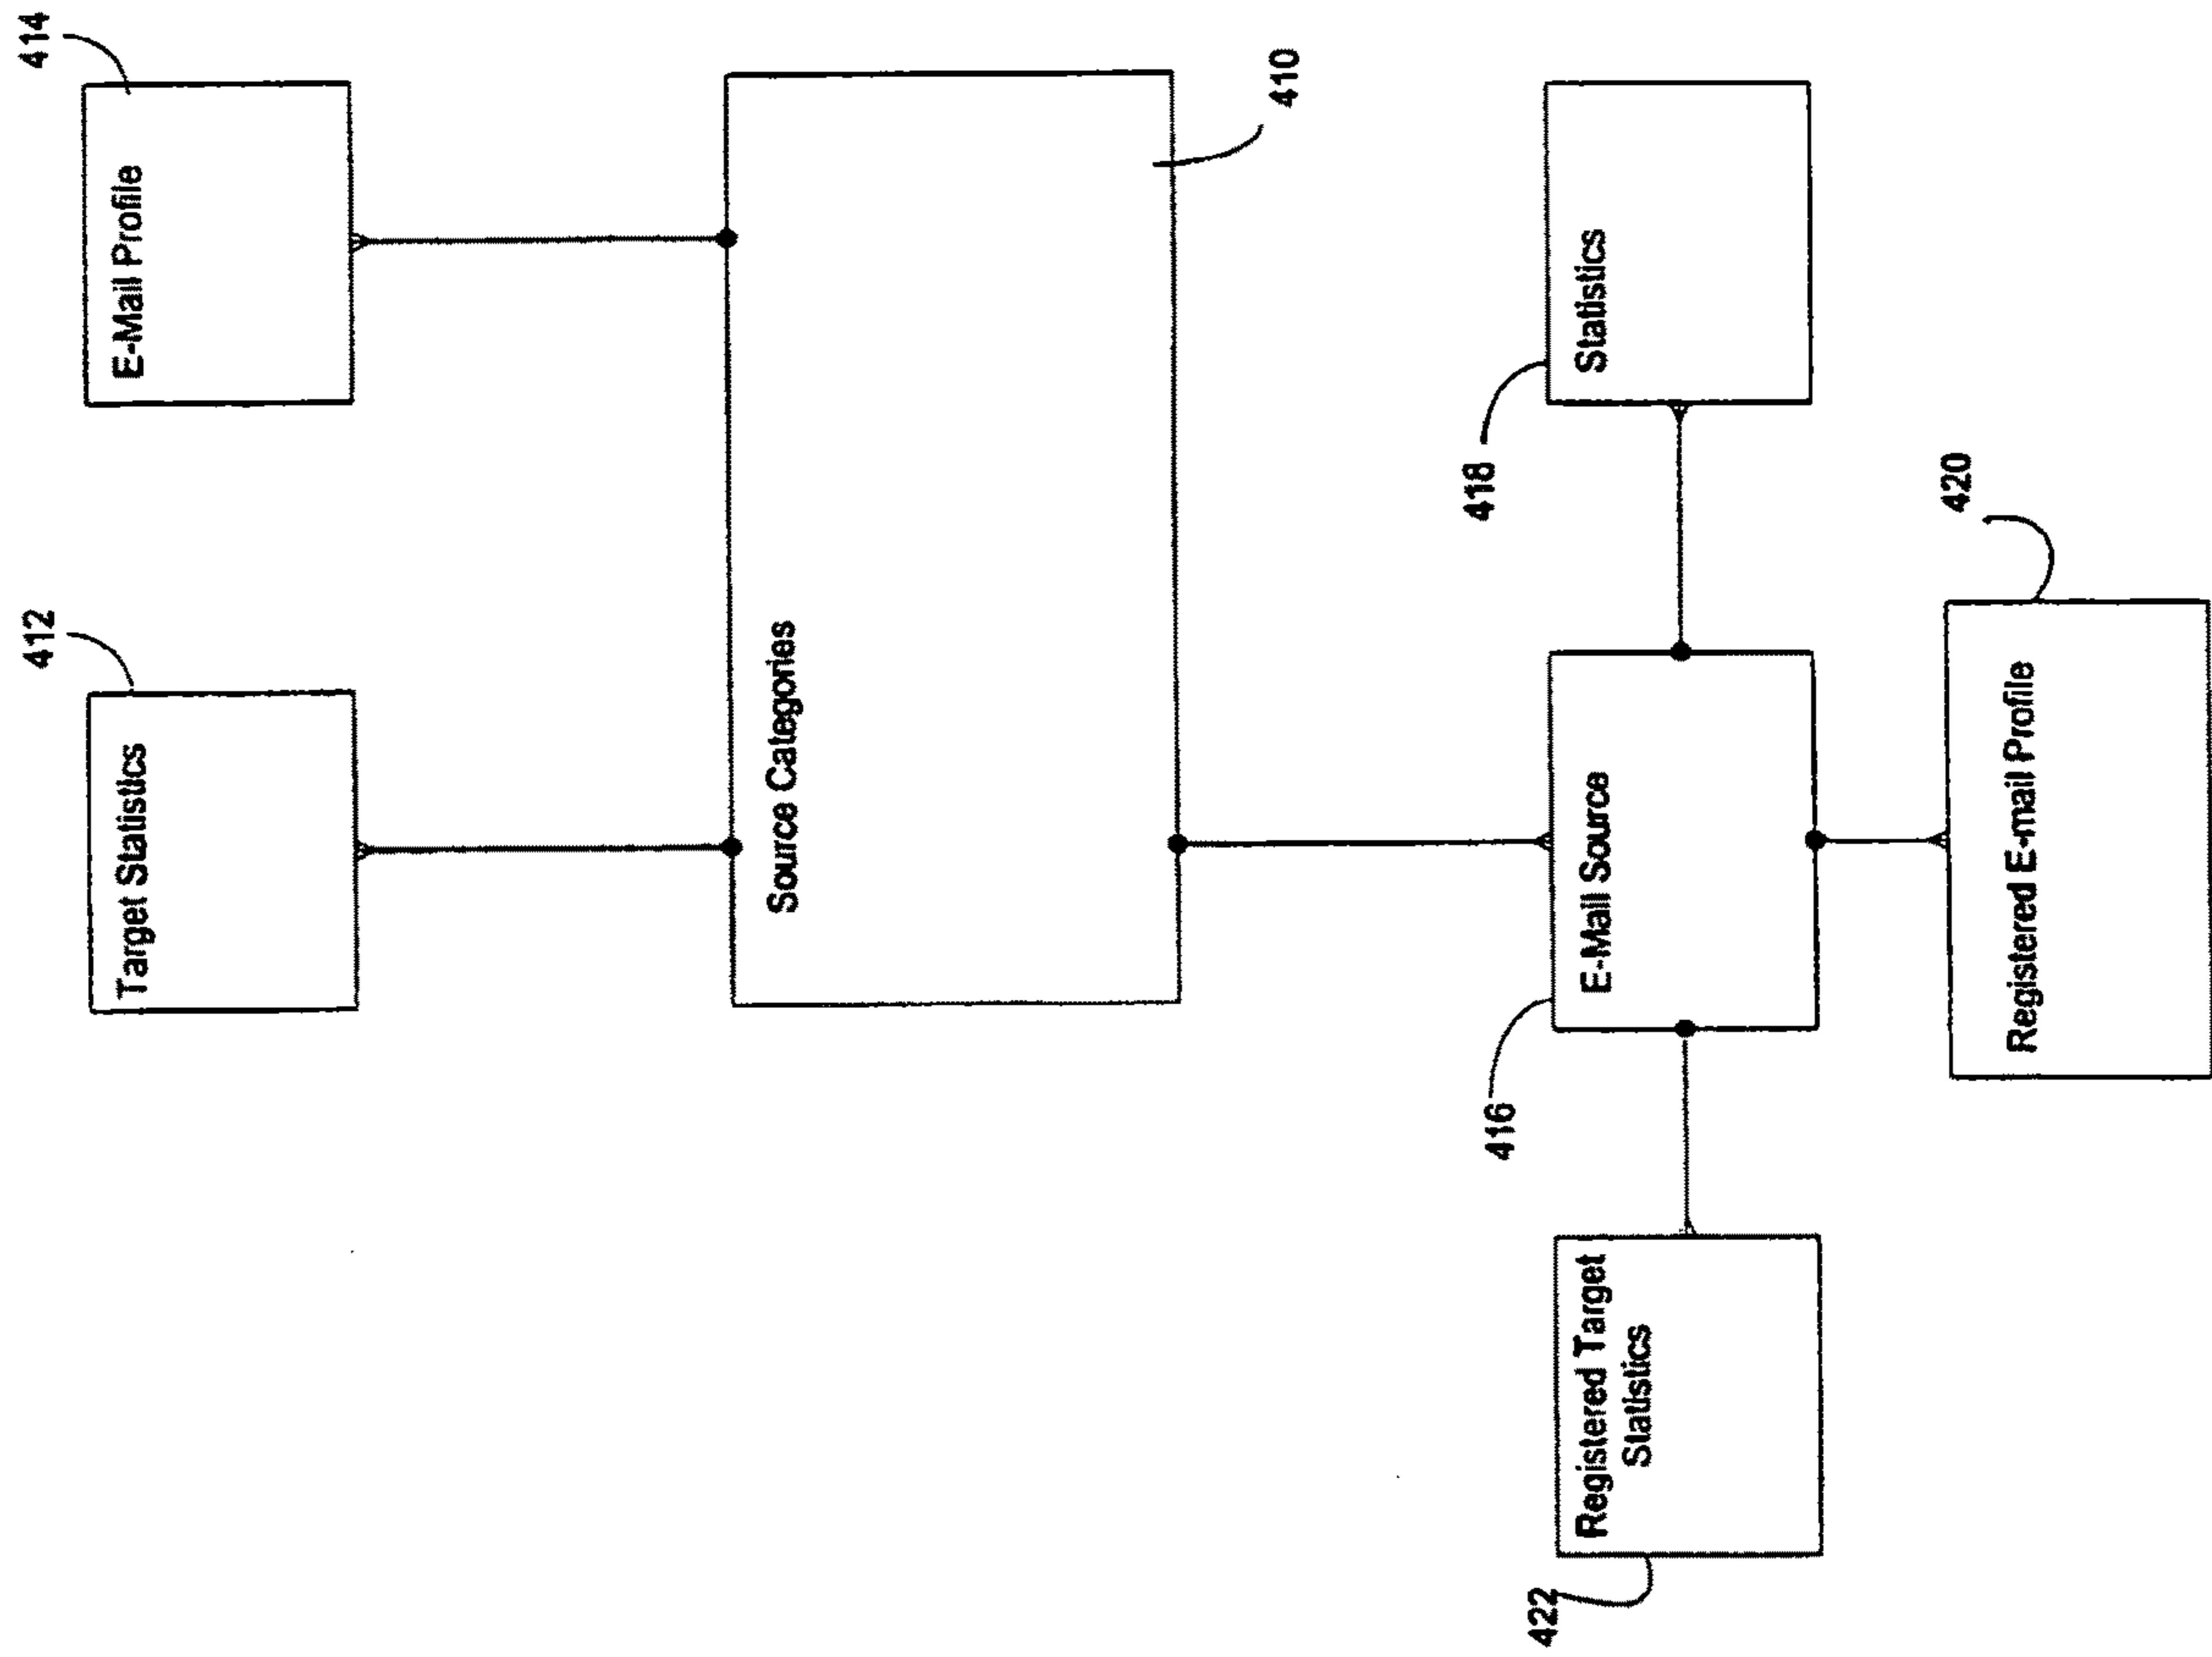 412
414
Target Statistics
E-Mail Profile
Source Categories
410
416
418
422
Registered Target
Statistics
E-Mail Source
Statistics
420
Registered E-mail Profile